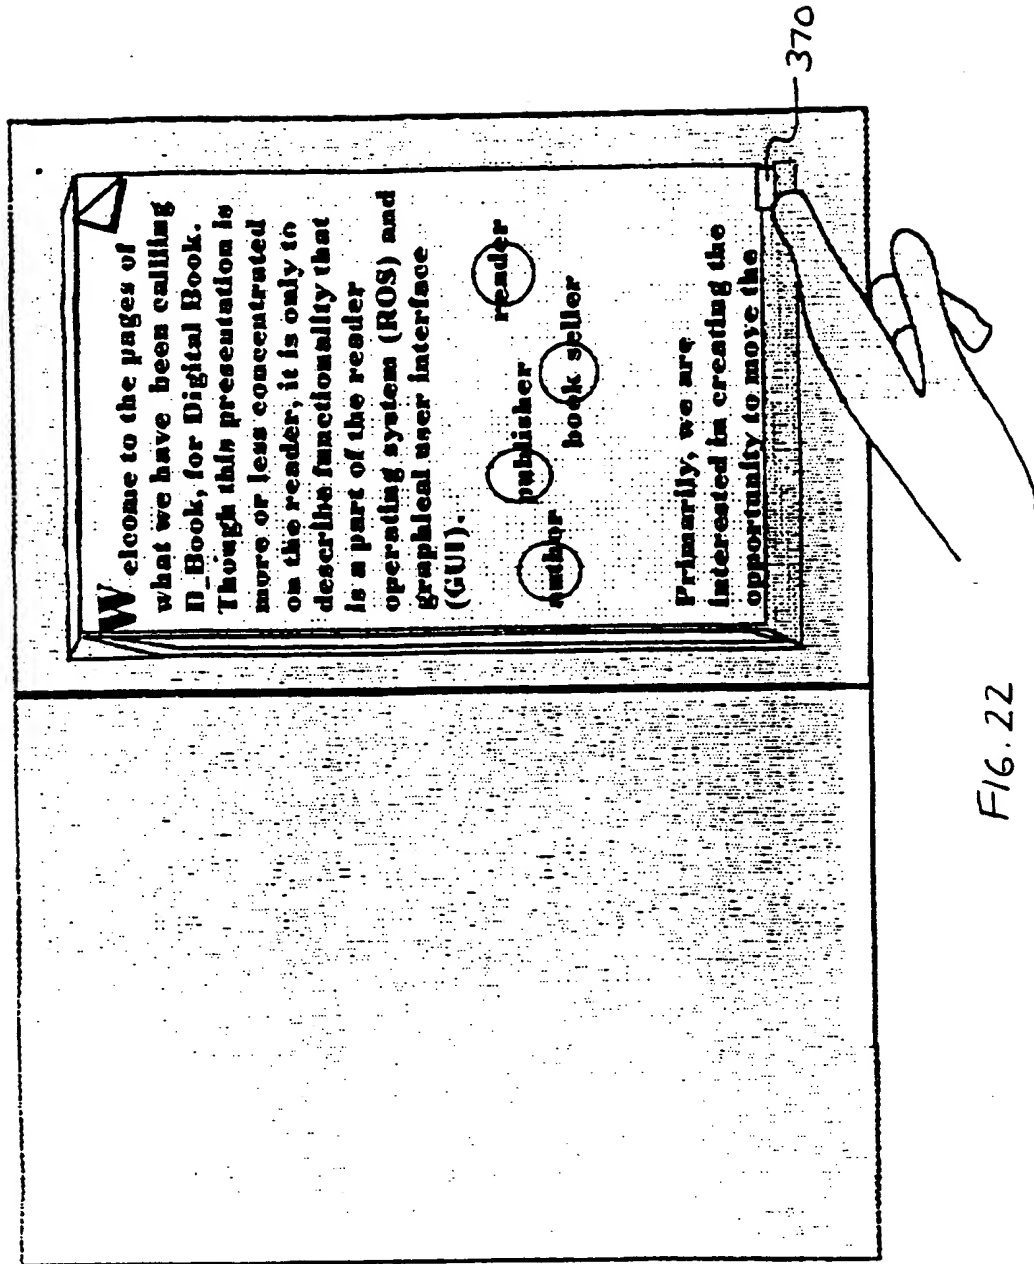 Welcome to the pages of
what we have been calling
D_Book, for Digital Book.
Though this presentation is
more or less concentrated
on the reader, it is only to
describe functionality that
is a part of the reader
operating system (ROS) and
graphical user interface
(GUI).
author publisher reader
book seller
Primarily, we are
interested in creating the
opportunity to move the
370
FIG. 22